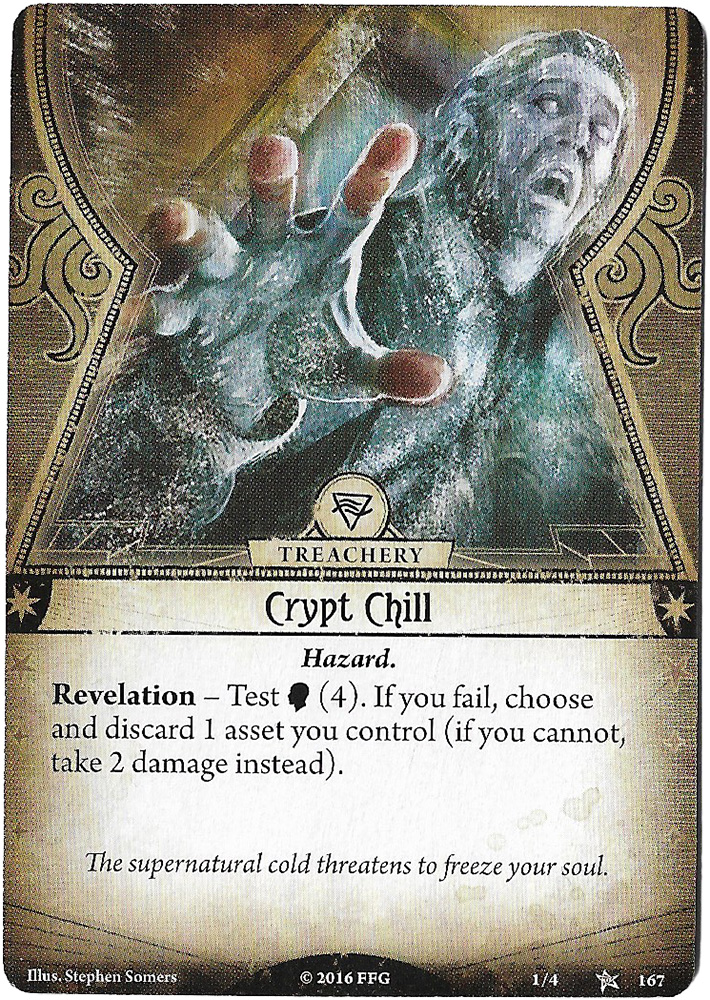 TREACHERY
Crypt Chill
Hazard.
Revelation – Test (4). If you fail, choose
and discard 1 asset you control (if you cannot,
take 2 damage instead).
The supernatural cold threatens to freeze your soul.
Illus. Stephen Somers © 2016 FFG 1/4 167